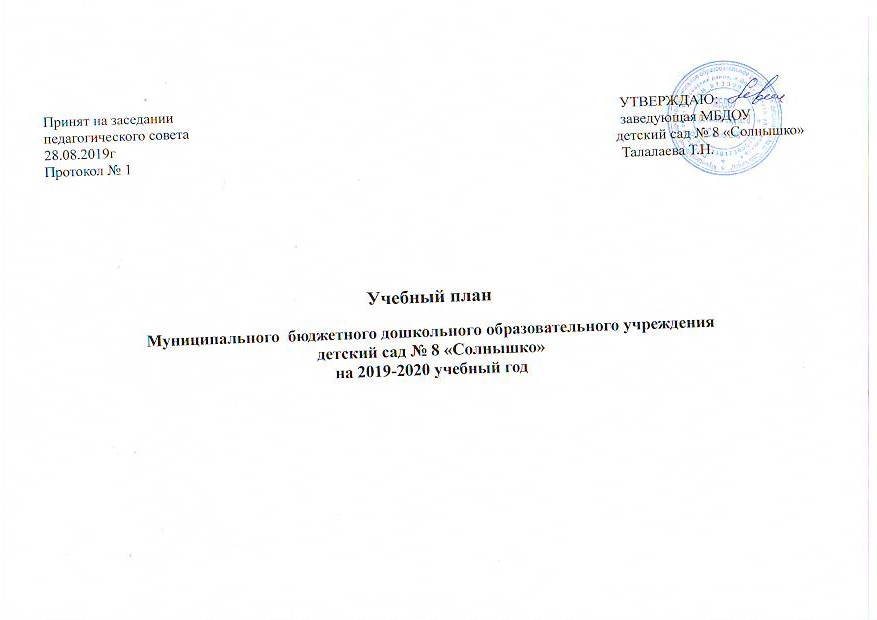 Принят на заседании
педагогического совета
28.08.2019г
Протокол № 1
УТВЕРЖДАЮ:
заведующая МБДОУ
детский сад № 8 «Солнышко»
Талалаева Т.Н.
Учебный план
Муниципального бюджетного дошкольного образовательного учреждения
детский сад № 8 «Солнышко»
на 2019-2020 учебный год